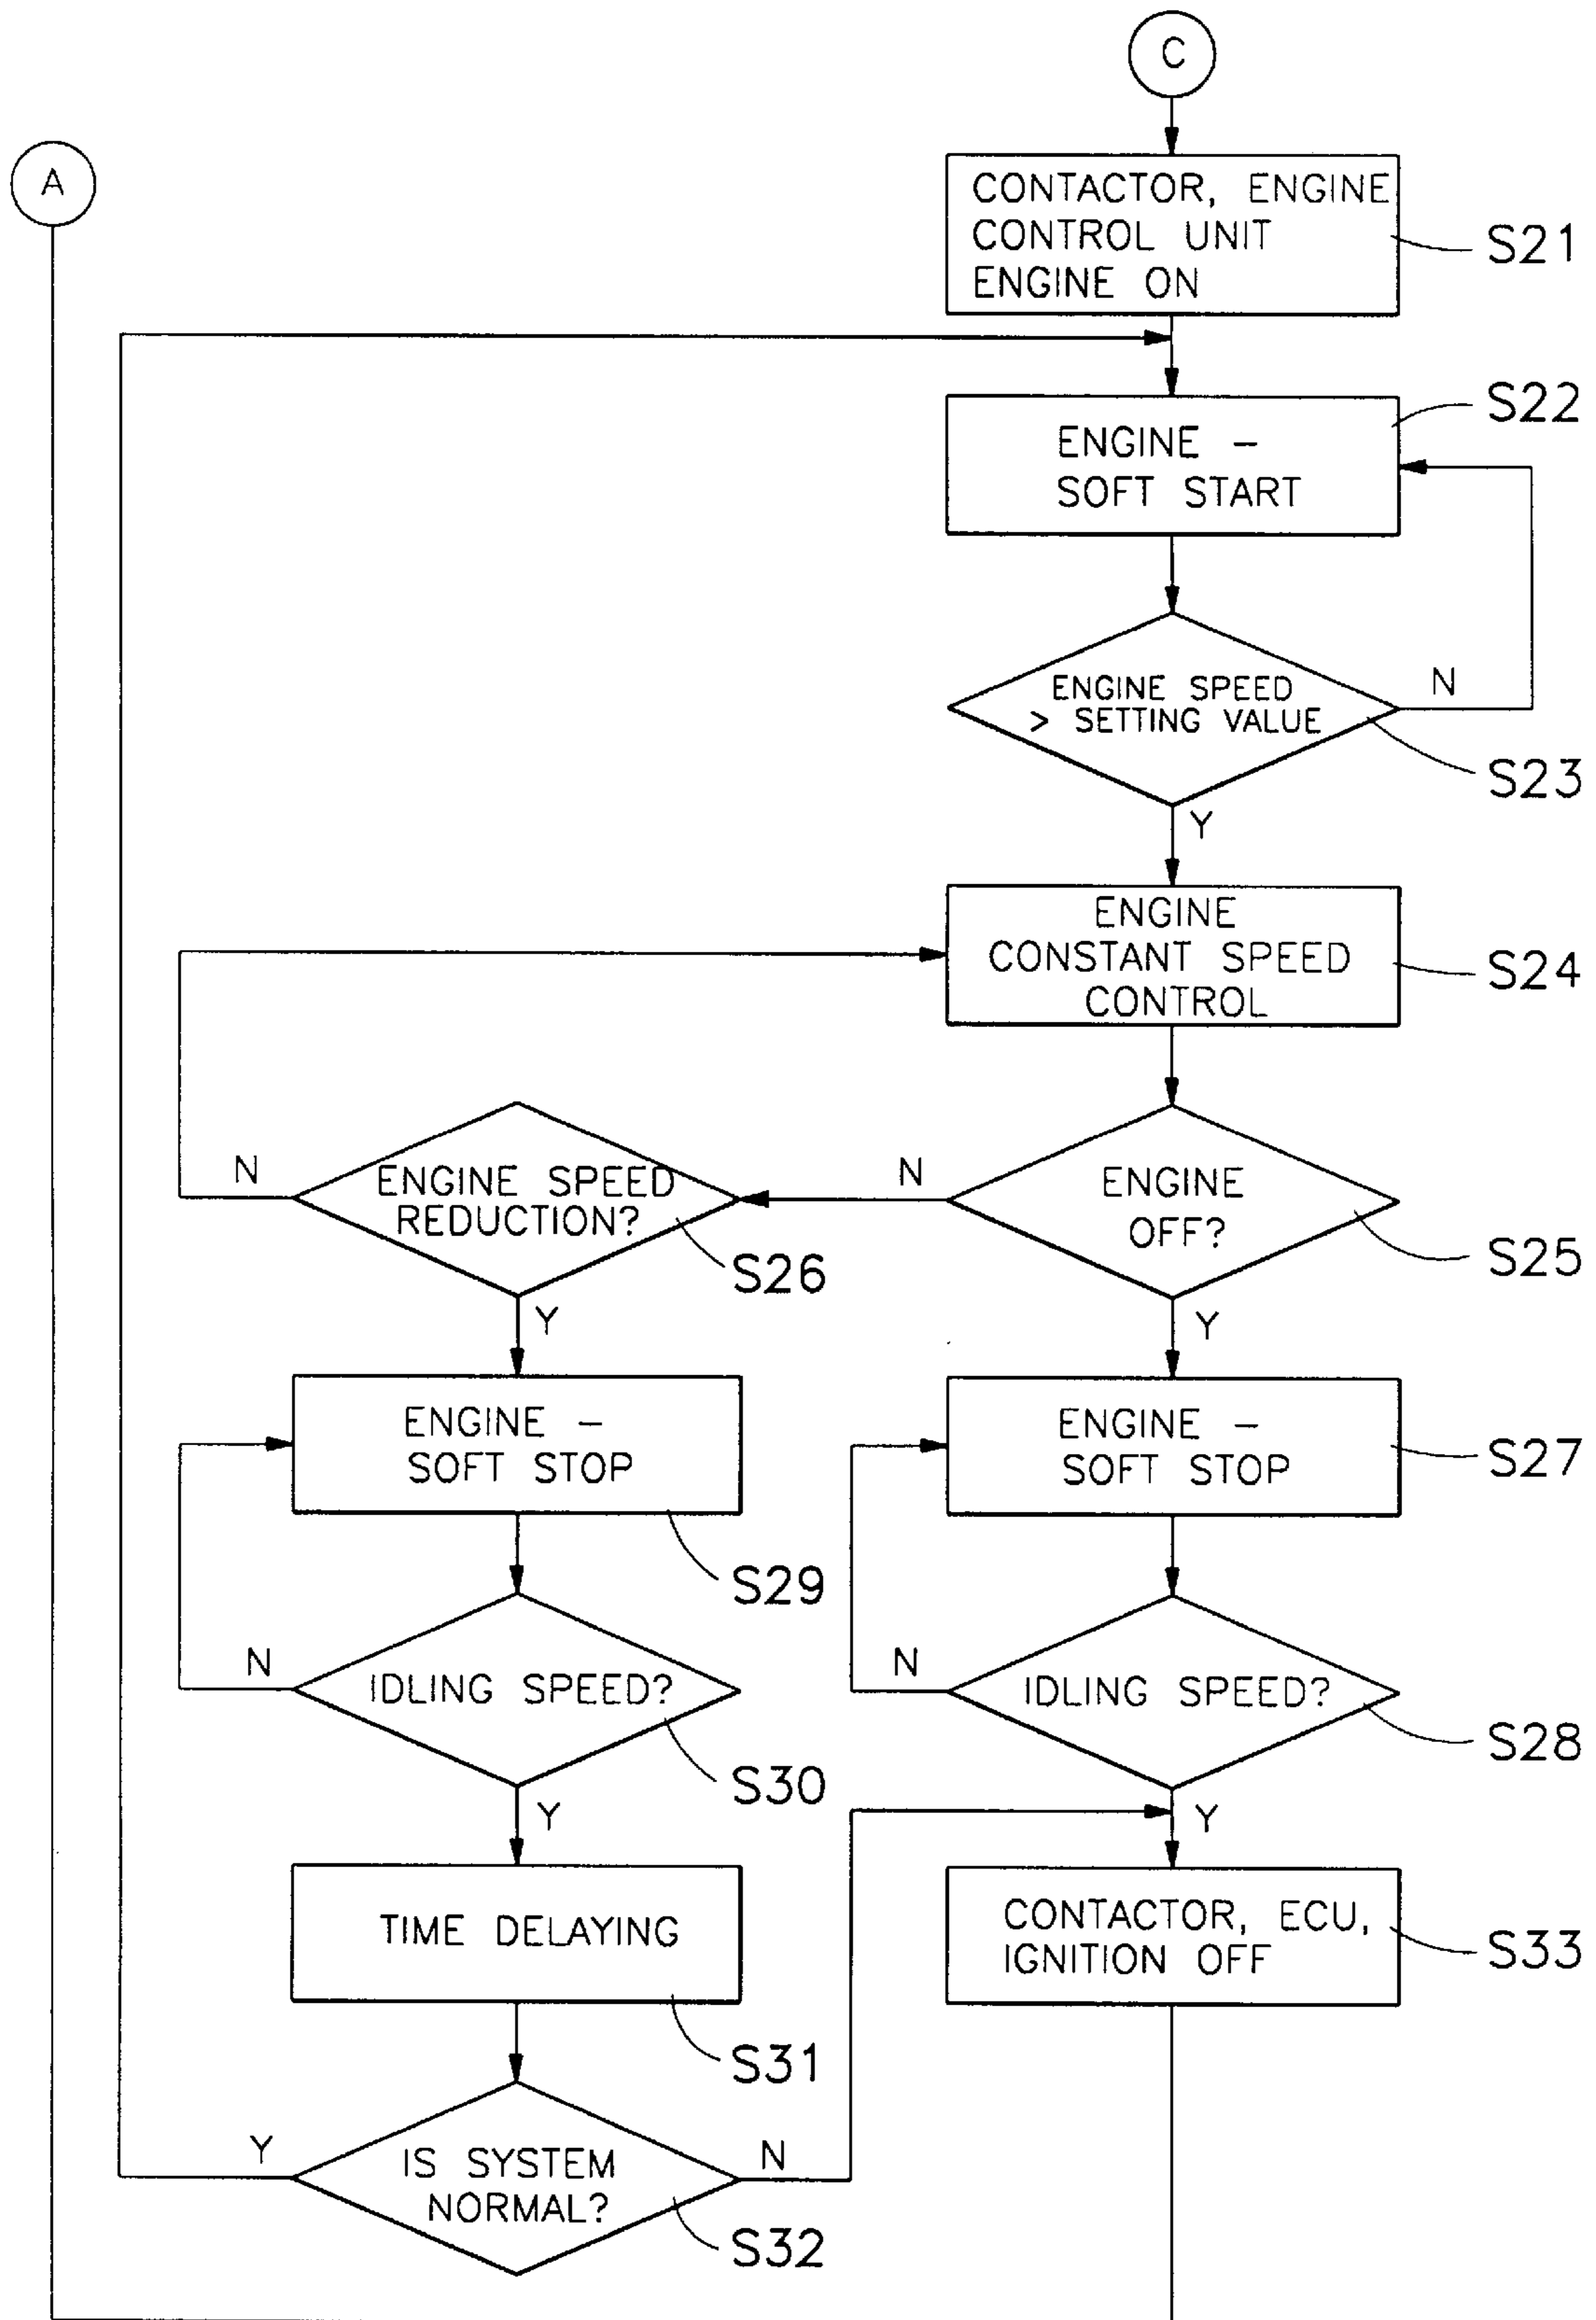 C
A
CONTACTOR, ENGINE
CONTROL UNIT
ENGINE ON
S21
S22
ENGINE –
SOFT START
ENGINE SPEED
> SETTING VALUE
N
S23
Y
ENGINE
CONSTANT SPEED
CONTROL
S24
N
ENGINE SPEED
REDUCTION?
S26
N
ENGINE
OFF?
S25
Y
Y
ENGINE –
SOFT STOP
S29
ENGINE –
SOFT STOP
S27
N
IDLING SPEED?
S30
N
IDLING SPEED?
S28
Y
Y
TIME DELAYING
S31
CONTACTOR, ECU,
IGNITION OFF
S33
Y
IS SYSTEM
NORMAL?
N
S32